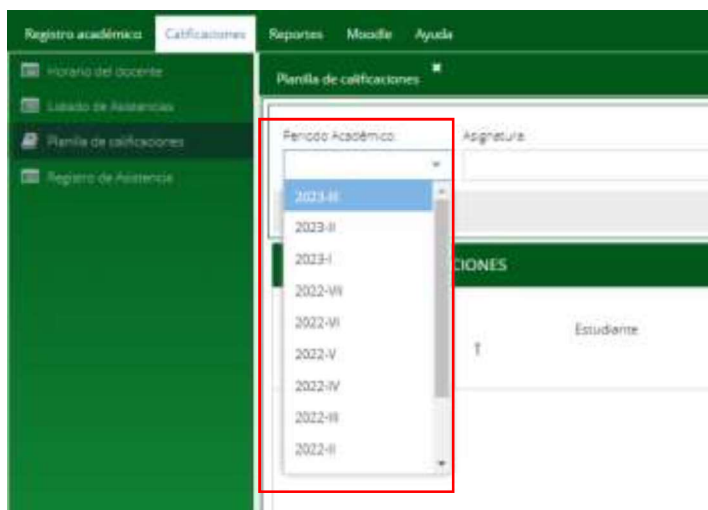 Registro académico Calificaciones Reportes Moodle Ayuda
Horario del docente
Listado de Asistencias
Planilla de calificaciones
Registro de Asistencia
Planilla de calificaciones
Periodo Académico Asignatura
2023-III
2023-II
2023-I
2022-VII
2022-VI
2022-V
2022-IV
2022-III
2022-II
CIONES
T Estudiante